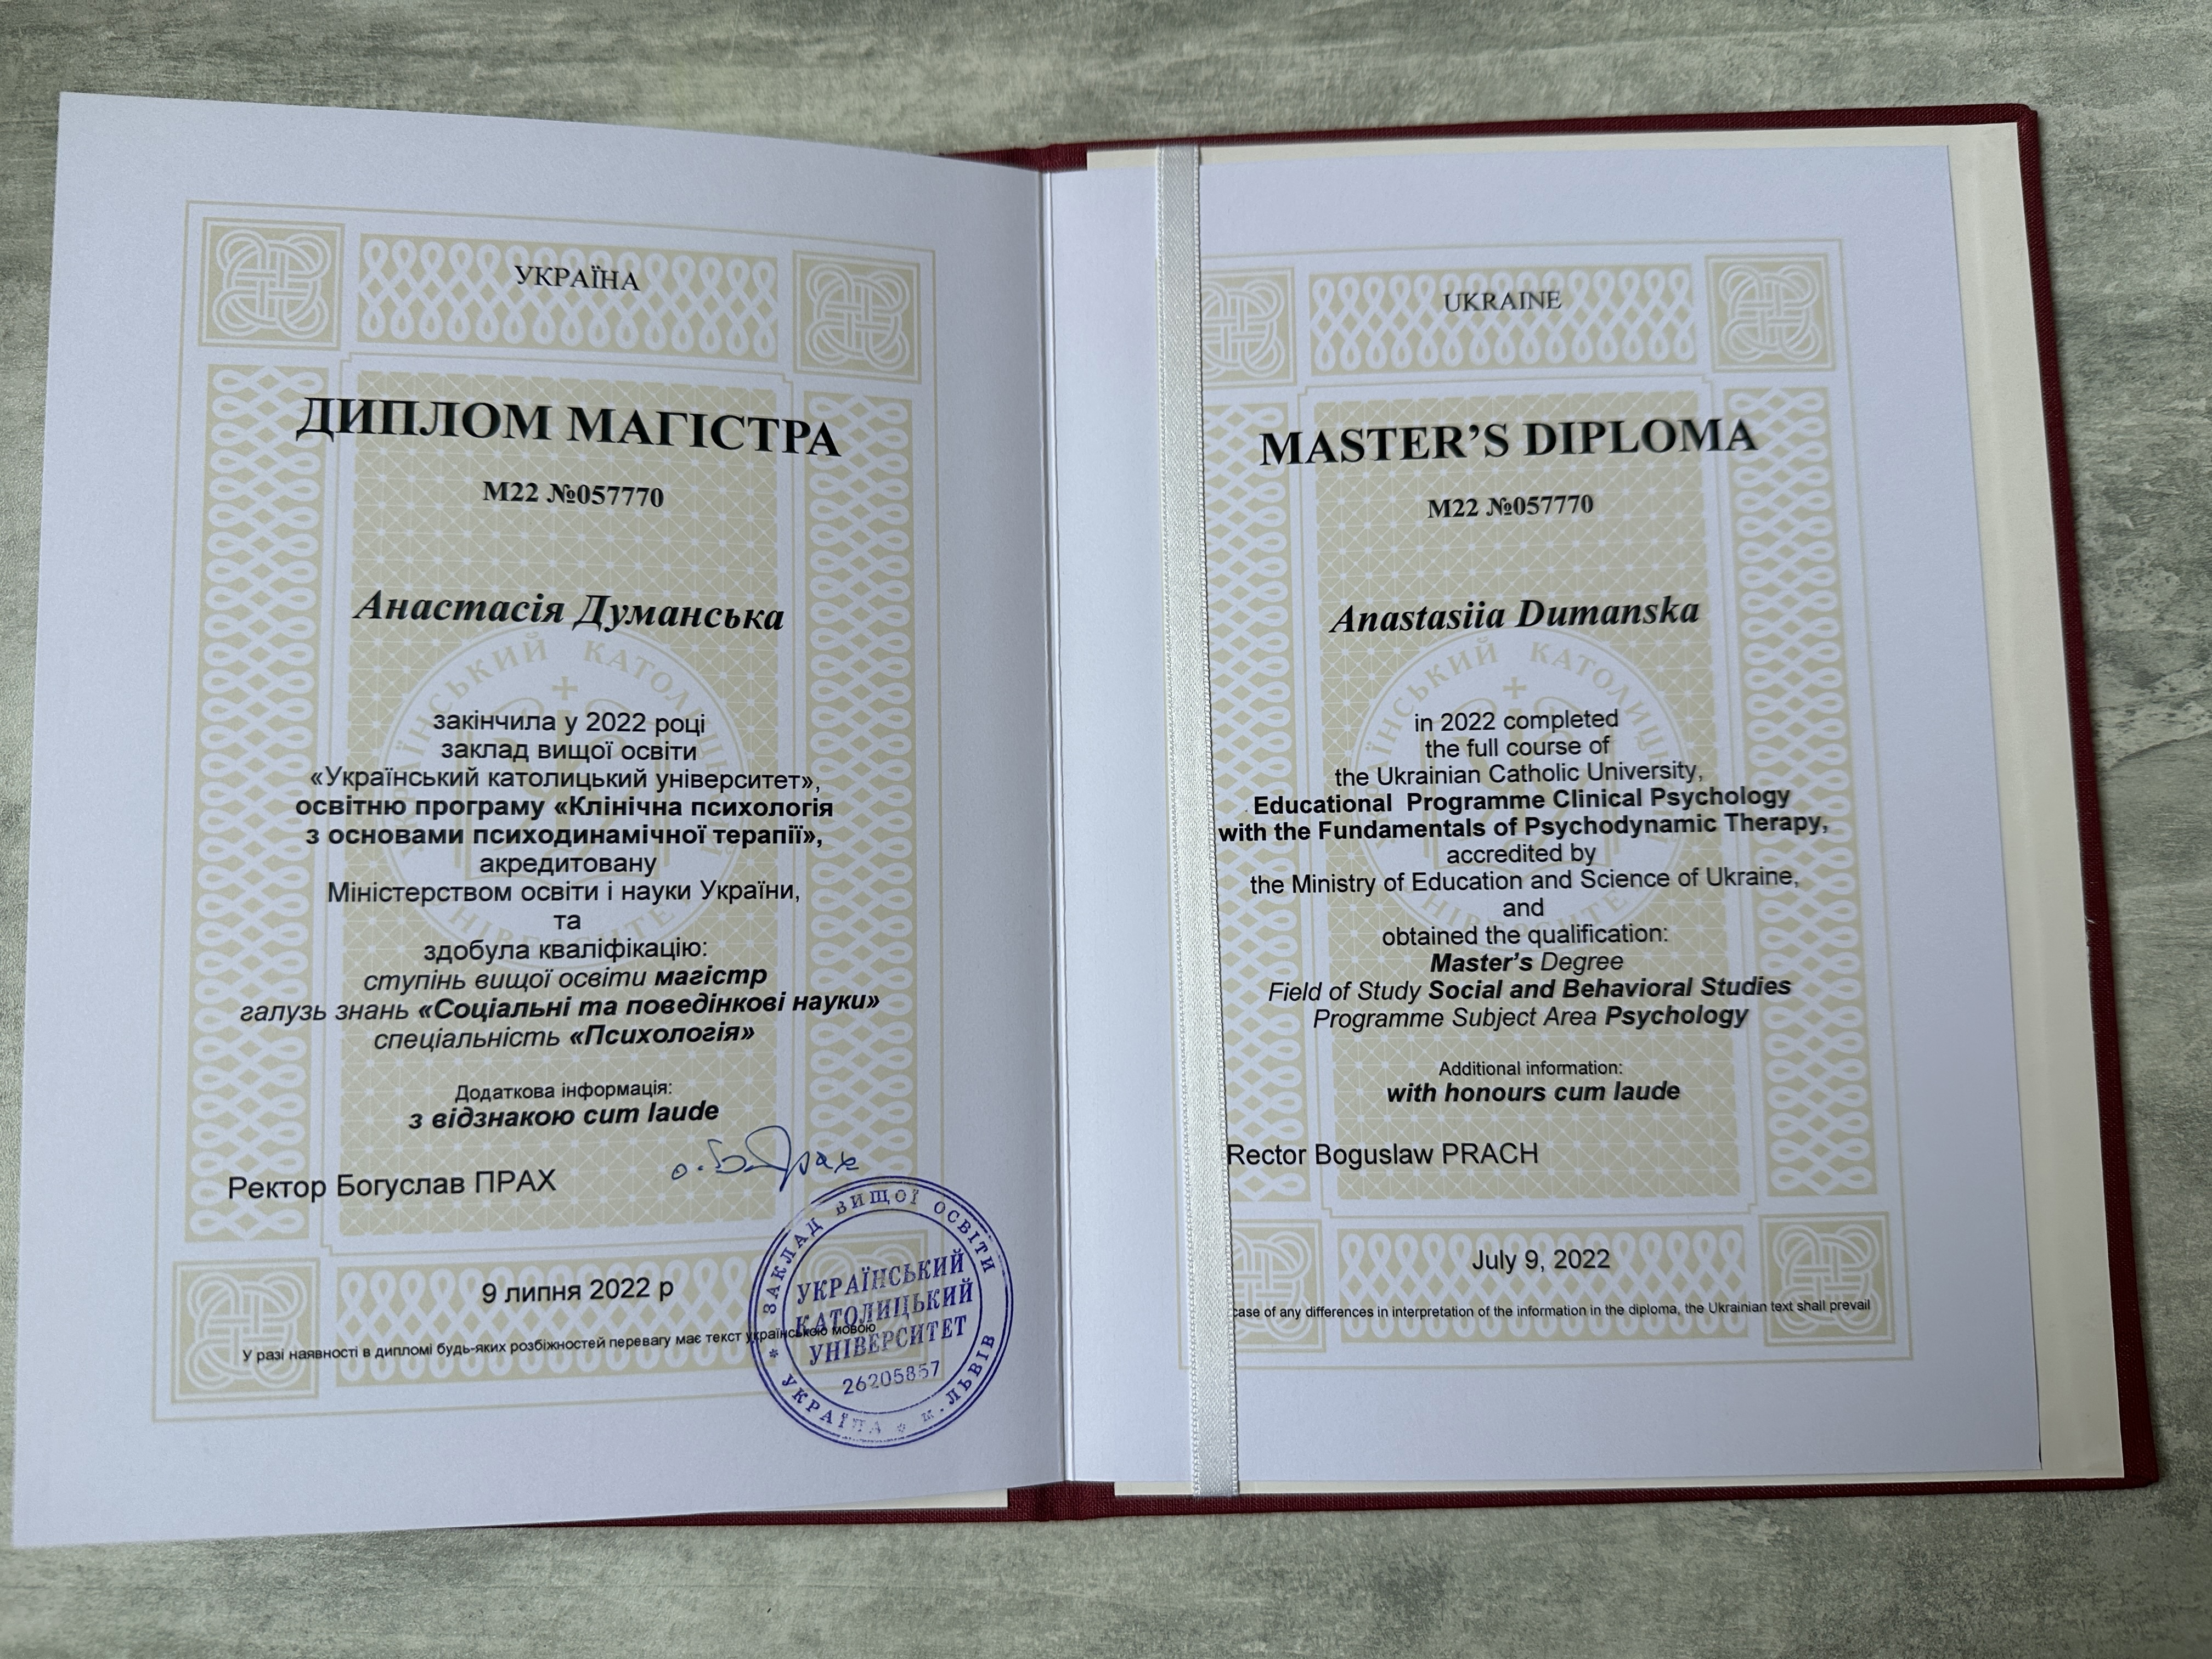 УКРАЇНА
ДИПЛОМ МАГІСТРА
М22 №057770
Анастасія Думанська
закінчила у 2022 році
заклад вищої освіти
«Український католицький університет»,
освітню програму «Клінічна психологія
з основами психодинамічної терапії»,
акредитовану
Міністерством освіти і науки України,
та
здобула кваліфікацію:
ступінь вищої освіти магістр
галузь знань «Соціальні та поведінкові науки»
спеціальність «Психологія»
Додаткова інформація:
з відзнакою cum laude
Ректор Богуслав ПРАХ
о. Б. Прах
9 липня 2022 р
У разі наявності в дипломі будь-яких розбіжностей перевагу має текст українською мовою
ЗАКЛАД ВИЩОЇ ОСВІТИ
УКРАЇНСЬКИЙ
КАТОЛИЦЬКИЙ
УНІВЕРСИТЕТ
26205857
* УКРАЇНА * м. ЛЬВІВ
UKRAINE
MASTER’S DIPLOMA
М22 №057770
Anastasiia Dumanska
in 2022 completed
the full course of
the Ukrainian Catholic University,
Educational Programme Clinical Psychology
with the Fundamentals of Psychodynamic Therapy,
accredited by
the Ministry of Education and Science of Ukraine,
and
obtained the qualification:
Master’s Degree
Field of Study Social and Behavioral Studies
Programme Subject Area Psychology
Additional information:
with honours cum laude
Rector Boguslaw PRACH
July 9, 2022
case of any differences in interpretation of the information in the diploma, the Ukrainian text shall prevail